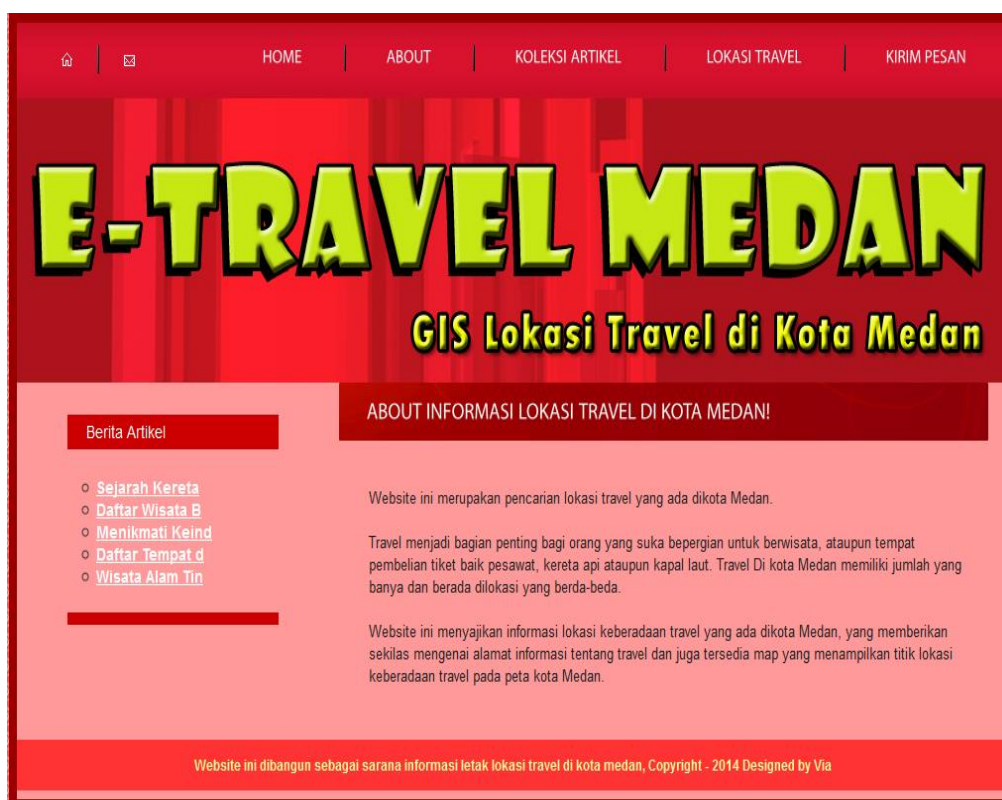 HOME ABOUT KOLEKSI ARTIKEL LOKASI TRAVEL KIRIM PESAN
E-TRAVEL MEDAN
GIS Lokasi Travel di Kota Medan
Berita Artikel
Sejarah Kereta
Daftar Wisata B
Menikmati Keind
Daftar Tempat d
Wisata Alam Tin
ABOUT INFORMASI LOKASI TRAVEL DI KOTA MEDAN!
Website ini merupakan pencarian lokasi travel yang ada dikota Medan.
Travel menjadi bagian penting bagi orang yang suka bepergian untuk berwisata, ataupun tempat
pembelian tiket baik pesawat, kereta api ataupun kapal laut. Travel Di kota Medan memiliki jumlah yang
banya dan berada dilokasi yang berda-beda.
Website ini menyajikan informasi lokasi keberadaan travel yang ada dikota Medan, yang memberikan
sekilas mengenai alamat informasi tentang travel dan juga tersedia map yang menampilkan titik lokasi
keberadaan travel pada peta kota Medan.
Website ini dibangun sebagai sarana informasi letak lokasi travel di kota medan, Copyright - 2014 Designed by Via